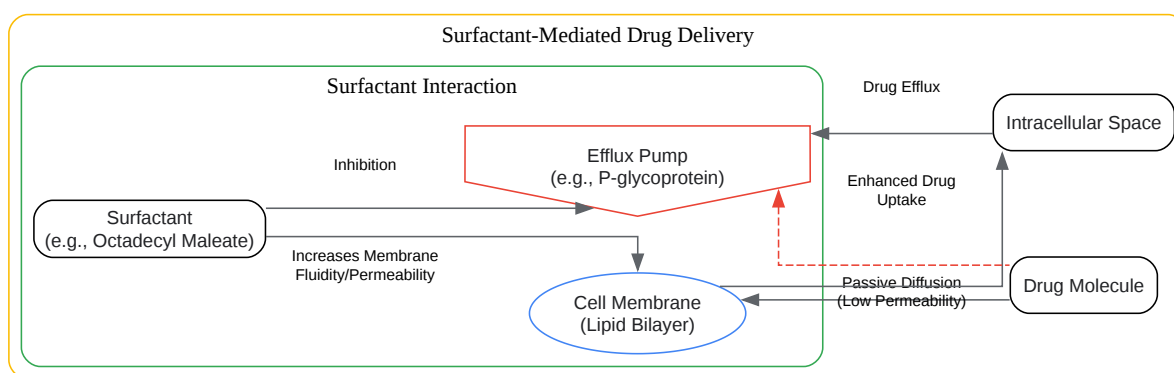 Surfactant-Mediated Drug Delivery
Surfactant Interaction
Drug Efflux
Intracellular Space
Efflux Pump
(e.g., P-glycoprotein)
Inhibition
Enhanced Drug
Uptake
Surfactant
(e.g., Octadecyl Maleate)
Increases Membrane
Fluidity/Permeability
Passive Diffusion
(Low Permeability)
Drug Molecule
Cell Membrane
(Lipid Bilayer)